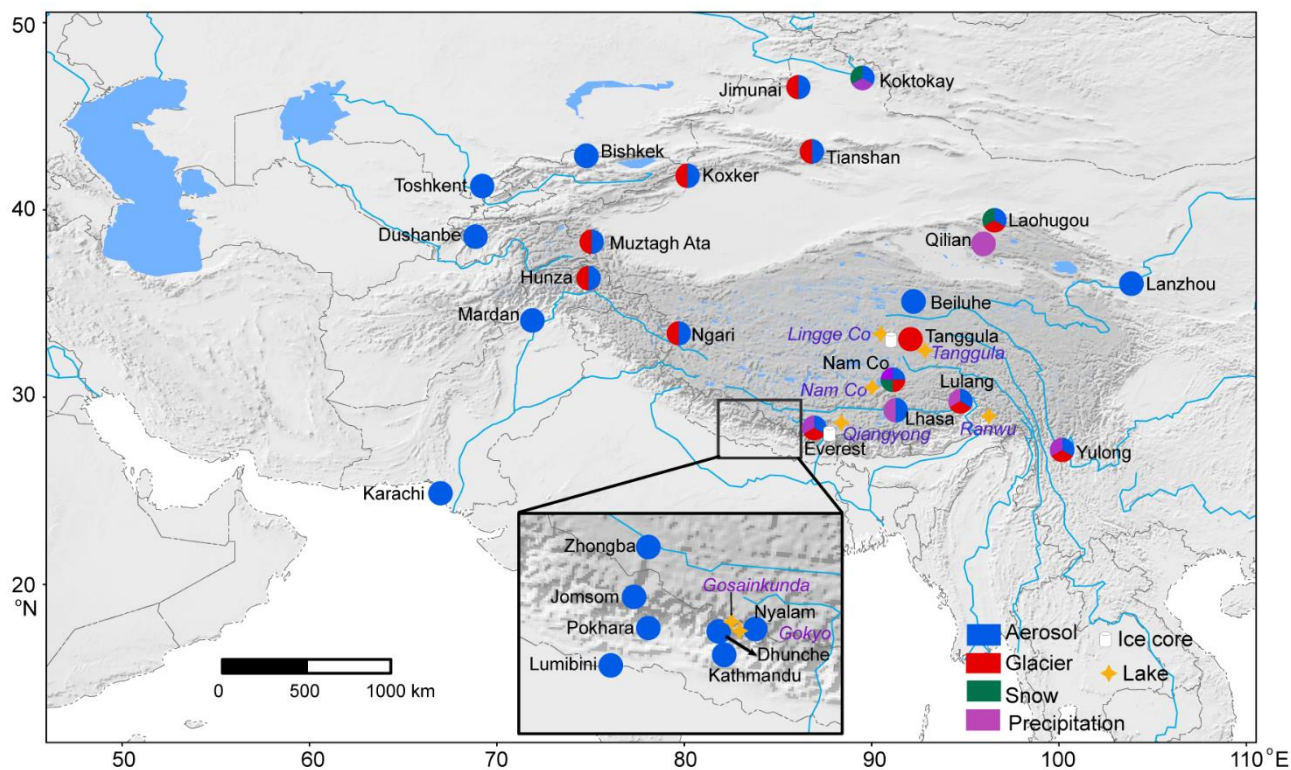 50
40
30
20
°N
Jimunai
Koktokay
Bishkek
Tianshan
Toshkent
Koxker
Dushanbe
Muztagh Ata
Laohugou
Qilian
Hunza
Lanzhou
Mardan
Beiluhe
Ngari
Lingge Co
Tanggula
Tanggula
Nam Co
Nam Co
Lulang
Lhasa
Ranwu
Qiangyong
Everest
Yulong
Karachi
Zhongba
Gosainkunda
Jomsom
Nyalam
Pokhara
Gokyo
Dhunche
Lumibini
Kathmandu
Aerosol
Glacier
Snow
Precipitation
Ice core
Lake
0 500 1000 km
50 60 70 80 90 100 110 °E